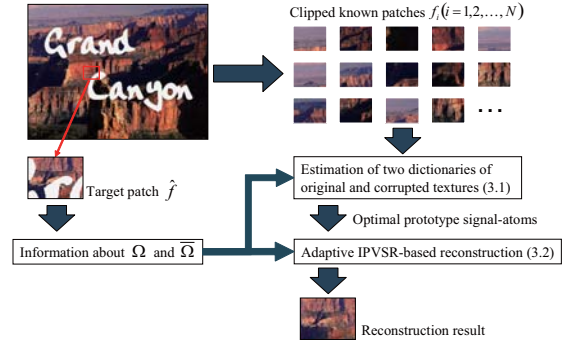 Grand
Canyon
Clipped known patches f_i(i=1,2,…,N)
...
Target patch f̂
Estimation of two dictionaries of
original and corrupted textures (3.1)
Optimal prototype signal-atoms
Information about Ω and Ω̅
Adaptive IPVSR-based reconstruction (3.2)
Reconstruction result